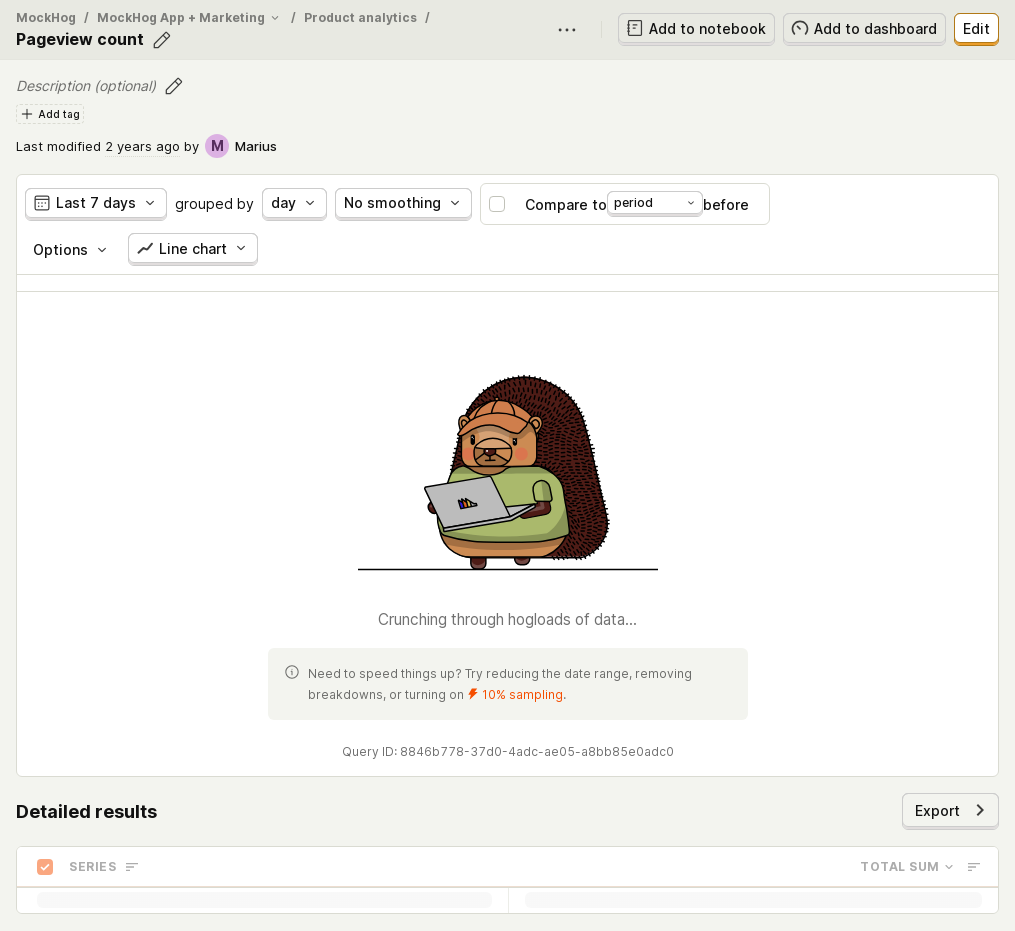 MockHog / MockHog App + Marketing / Product analytics /
Pageview count
Add to notebook
Add to dashboard
Edit
Description (optional)
Add tag
Last modified 2 years ago by M Marius
Last 7 days grouped by day No smoothing Compare to period before
Options Line chart
Crunching through hogloads of data...
Need to speed things up? Try reducing the date range, removing
breakdowns, or turning on 10% sampling.
Query ID: 8846b778-37d0-4adc-ae05-a8bb85e0adc0
Detailed results
Export
SERIES
TOTAL SUM